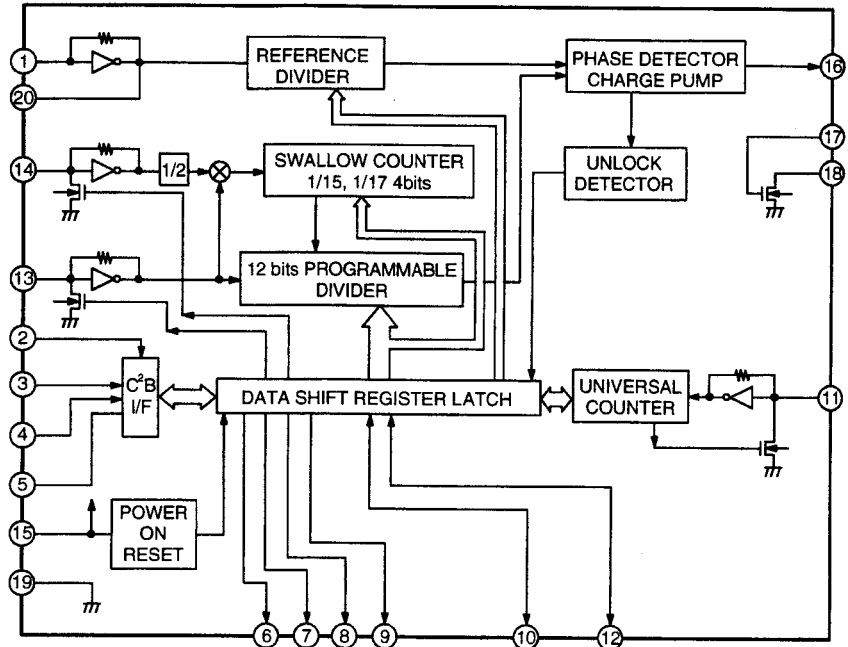 1
REFERENCE
DIVIDER
PHASE DETECTOR
CHARGE PUMP
16
20
17
14
1/2
SWALLOW COUNTER
1/15, 1/17 4bits
UNLOCK
DETECTOR
18
13
12 bits PROGRAMMABLE
DIVIDER
2
3
C²B
I/F
DATA SHIFT REGISTER LATCH
UNIVERSAL
COUNTER
11
4
5
15
POWER
ON
RESET
19
6
7
8
9
10
12